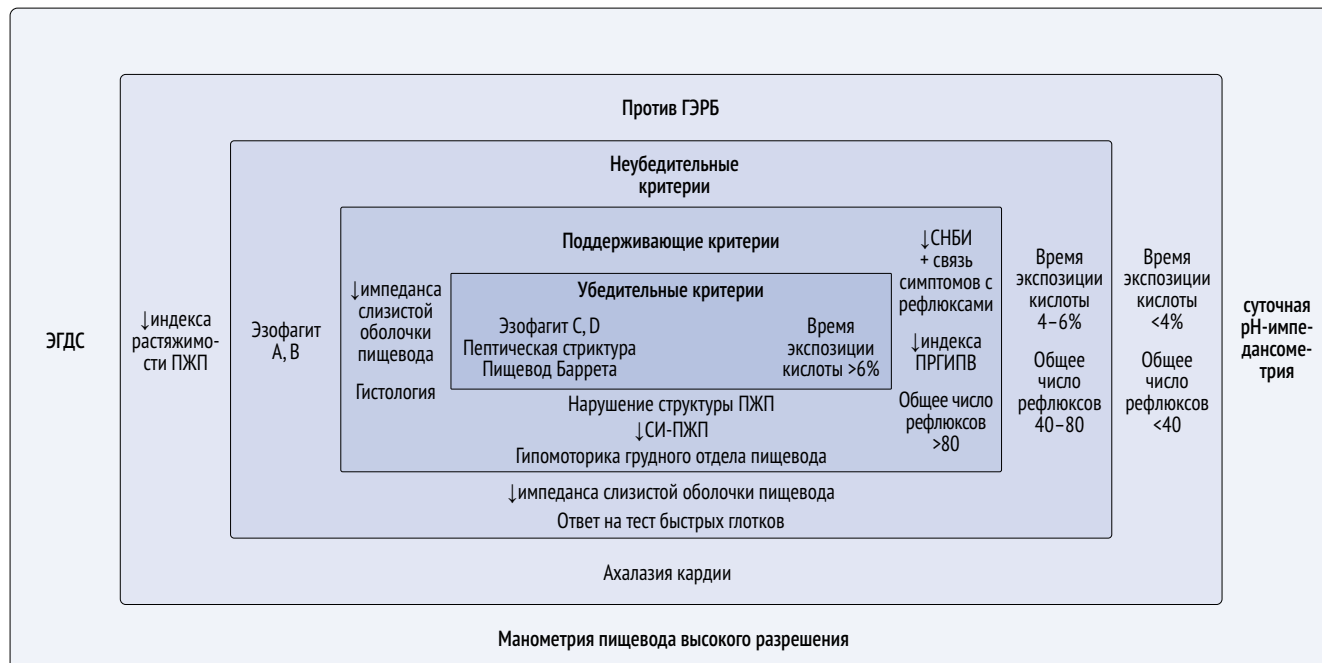 Против ГЭРБ
Неубедительные
критерии
Поддерживающие критерии
Убедительные критерии
ЭГДС
↓индекса
растяжимо-
сти ПЖП
Эзофагит
A, B
↓импеданса
слизистой
оболочки
пищевода
Гистология
Эзофагит C, D
Пептическая стриктура
Пищевод Баррета
Время
экспозиции
кислоты >6%
↓СНБИ
+ связь
симптомов с
рефлюксами
↓индекса
ПРГИПВ
Общее число
рефлюксов
>80
Время
экспозиции
кислоты
4–6%
Общее
число
рефлюксов
40–80
Время
экспозиции
кислоты
<4%
Общее
число
рефлюксов
<40
суточная
pH-импе-
дансоме-
трия
Нарушение структуры ПЖП
↓СИ-ПЖП
Гипомоторика грудного отдела пищевода
↓импеданса слизистой оболочки пищевода
Ответ на тест быстрых глотков
Ахалазия кардии
Манометрия пищевода высокого разрешения